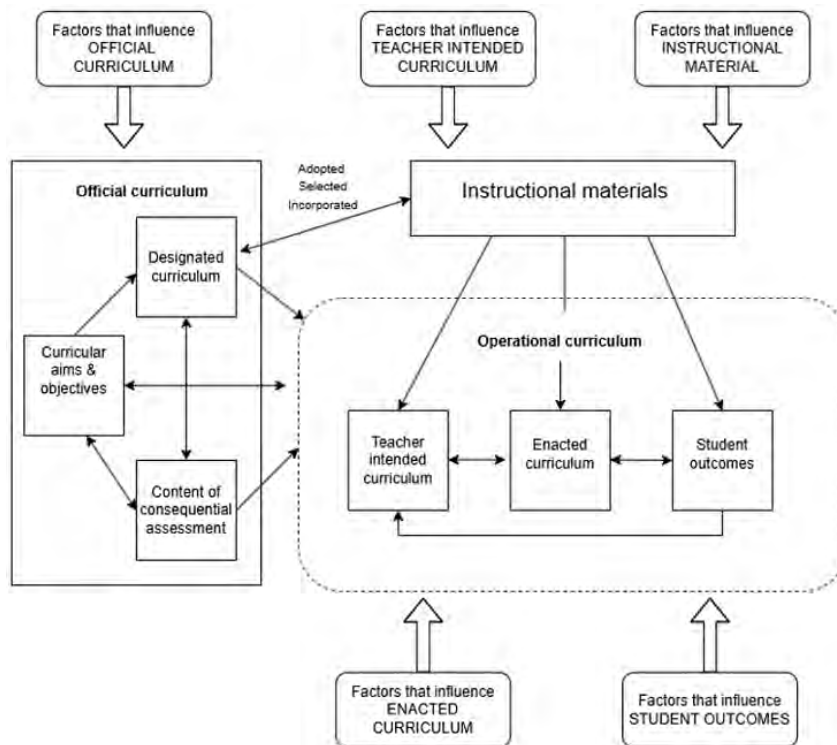 Factors that influence
OFFICIAL
CURRICULUM
Factors that influence
TEACHER INTENDED
CURRICULUM
Factors that influence
INSTRUCTIONAL
MATERIAL
Official curriculum
Adopted
Selected
Incorporated
Instructional materials
Designated
curriculum
Curricular
aims &
objectives
Content of
consequential
assessment
Operational curriculum
Teacher
intended
curriculum
Enacted
curriculum
Student
outcomes
Factors that influence
ENACTED
CURRICULUM
Factors that influence
STUDENT OUTCOMES